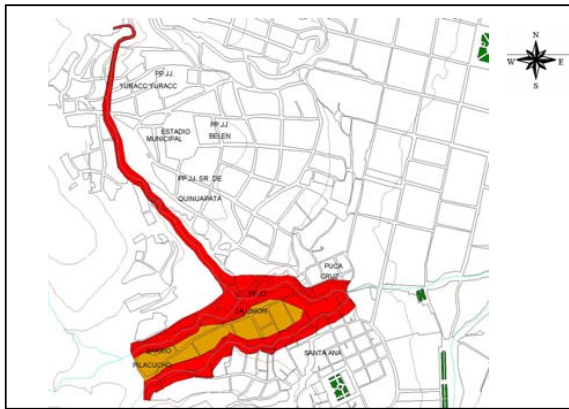 N
W E
S
PP.JJ.
YURACC YURACC
ESTADIO
MUNICIPAL
PP.JJ.
BELEN
PP.JJ. SR. DE
QUINUAPATA
PUCA
CRUZ
PP.JJ.
LA UNION
BARRIO
PILACUCHO
SANTA ANA